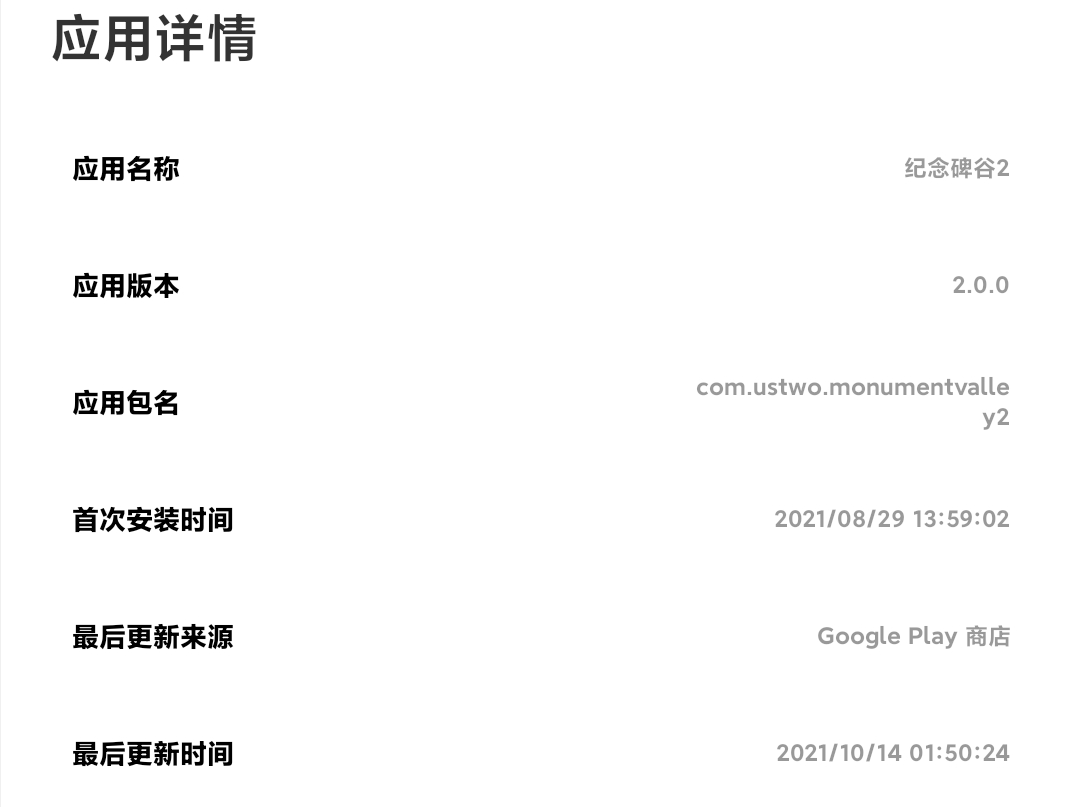 应用详情
应用名称
纪念碑谷2
应用版本
2.0.0
应用包名
com.ustwo.monumentvalle
y2
首次安装时间
2021/08/29 13:59:02
最后更新来源
Google Play 商店
最后更新时间
2021/10/14 01:50:24